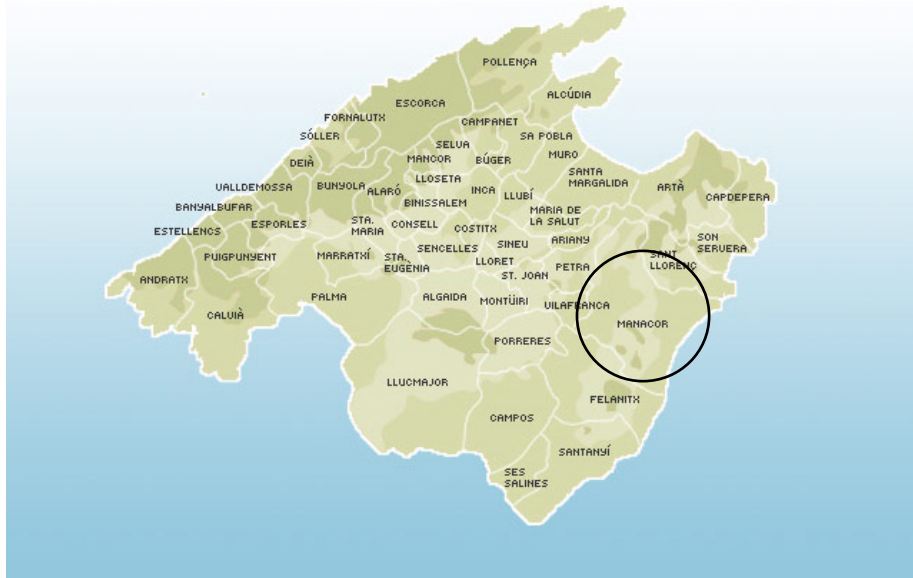 POLLENÇA
ALCÚDIA
ESCORCA
FORNALUTX
CAMPANET
SÓLLER
SA POBLA
SELVA
MURO
DEIÀ
MANCOR
BÚGER
SANTA
MARGALIDA
LLOSETA
VALLDEMOSSA
BUNYOLA
ALARÓ
INCA
LLUBÍ
ARTÀ
CAPDEPERA
BINISSALEM
BANYALBUFAR
MARIA DE
LA SALUT
ESTELLENCS
ESPORLES
STA.
MARIA
CONSELL
COSTITX
SON
SERVERA
PUIGPUNYENT
MARRATXÍ
STA.
EUGÈNIA
SENCELLES
SINEU
ARIANY
SANT
LLORENÇ
LLORET
PETRA
ANDRATX
ST. JOAN
PALMA
ALGAIDA
MONTÜIRI
VILAFRANCA
CALVIÀ
MANACOR
PORRERES
LLUCMAJOR
FELANITX
CAMPOS
SANTANYÍ
SES
SALINES